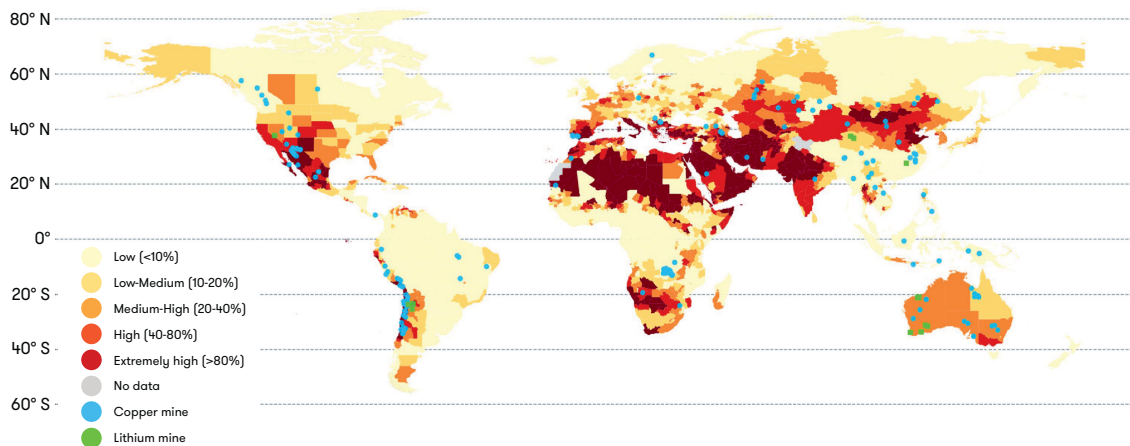 80° N
60° N
40° N
20° N
0°
20° S
40° S
60° S
Low (<10%)
Low-Medium (10-20%)
Medium-High (20-40%)
High (40-80%)
Extremely high (>80%)
No data
Copper mine
Lithium mine